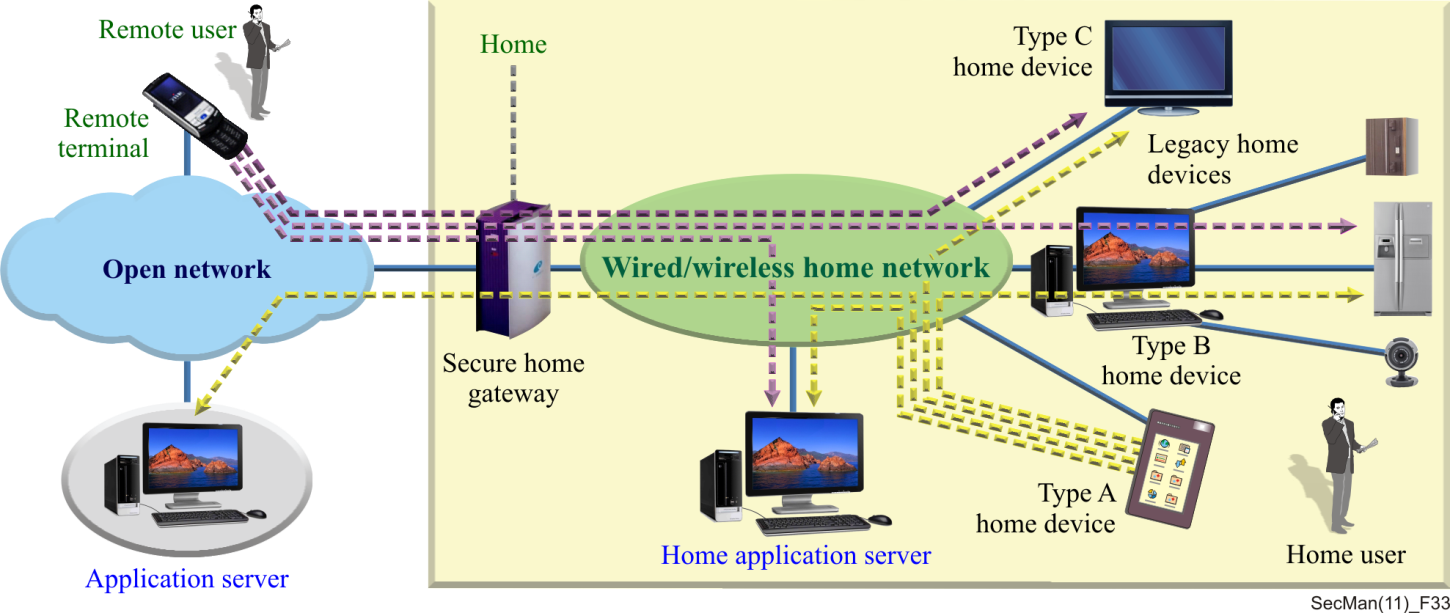 Remote user
Home
Type C
home device
Remote
terminal
Legacy home
devices
Open network
Wired/wireless home network
Secure home
gateway
Type B
home device
Type A
home device
Home application server
Home user
Application server
SecMan(11)_F33